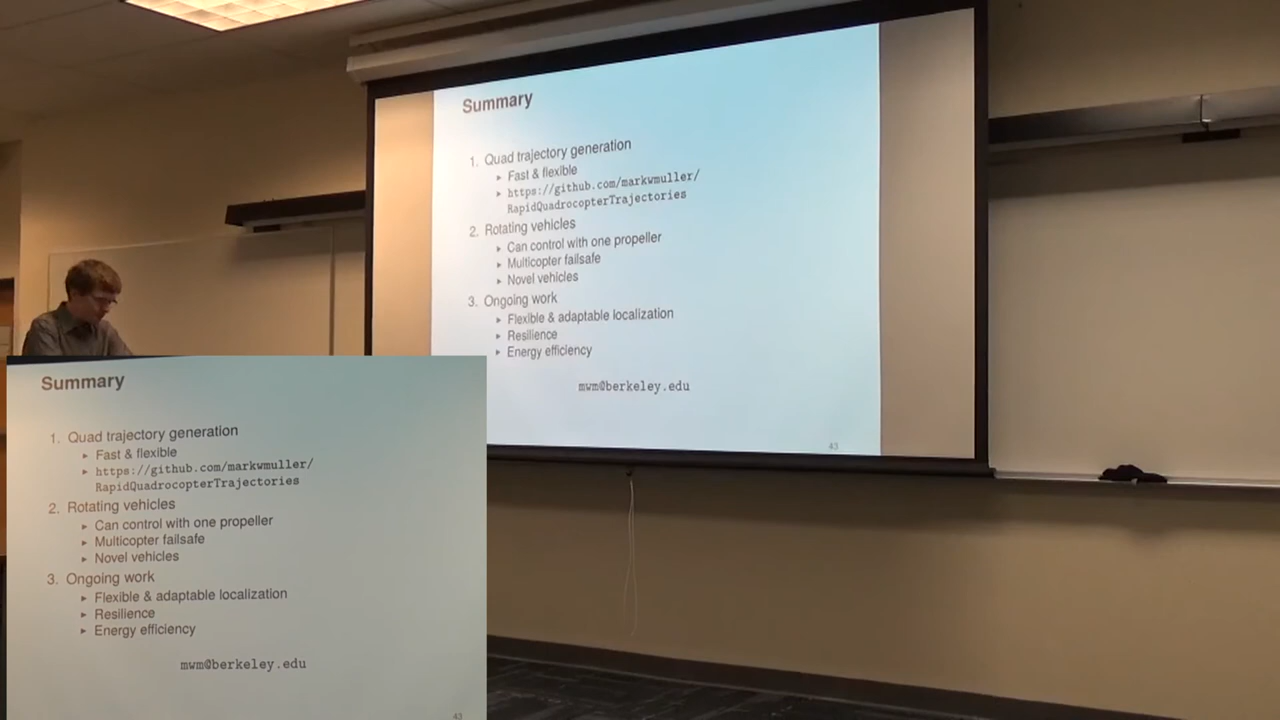 Summary
1. Quad trajectory generation
▸ Fast & flexible
▸ https://github.com/markwmuller/
RapidQuadrocopterTrajectories
2. Rotating vehicles
▸ Can control with one propeller
▸ Multicopter failsafe
▸ Novel vehicles
3. Ongoing work
▸ Flexible & adaptable localization
▸ Resilience
▸ Energy efficiency
mwm@berkeley.edu
43
Summary
1. Quad trajectory generation
▸ Fast & flexible
▸ https://github.com/markwmuller/
RapidQuadrocopterTrajectories
2. Rotating vehicles
▸ Can control with one propeller
▸ Multicopter failsafe
▸ Novel vehicles
3. Ongoing work
▸ Flexible & adaptable localization
▸ Resilience
▸ Energy efficiency
mwm@berkeley.edu
43